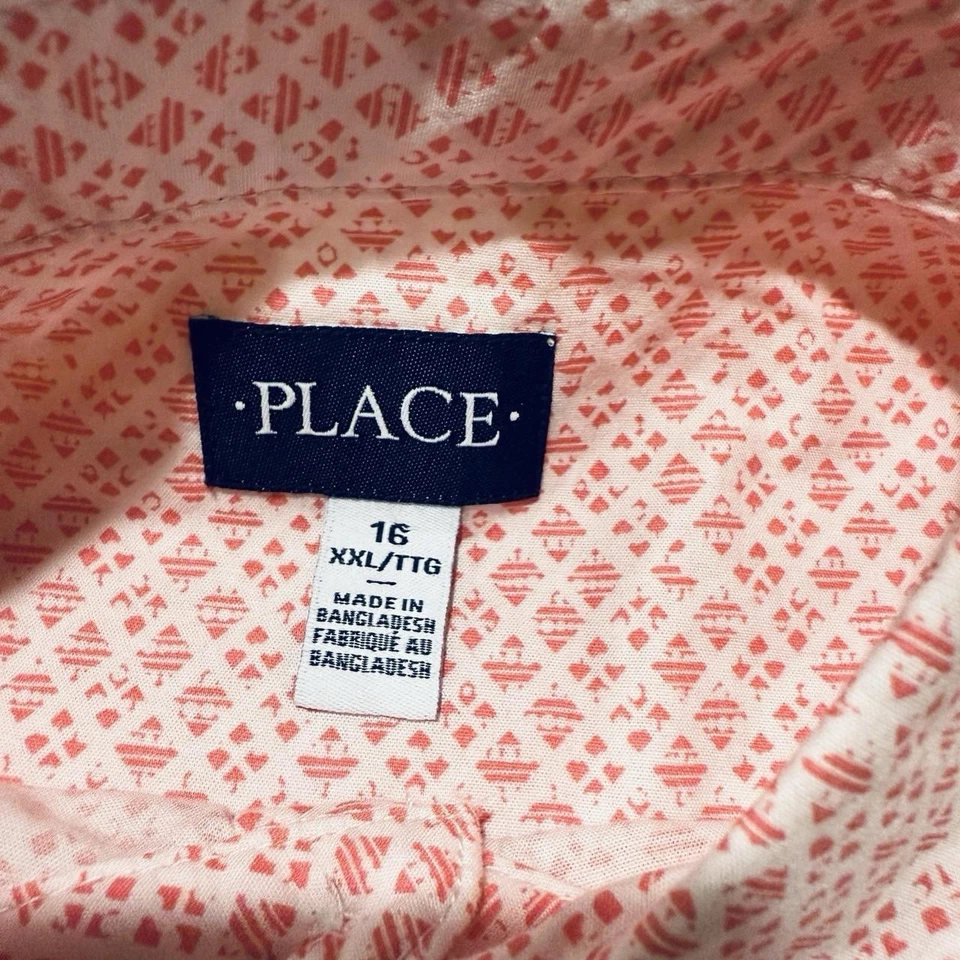 ·PLACE·
16
XXL/TTG
—
MADE IN
BANGLADESH
FABRIQUÉ AU
BANGLADESH